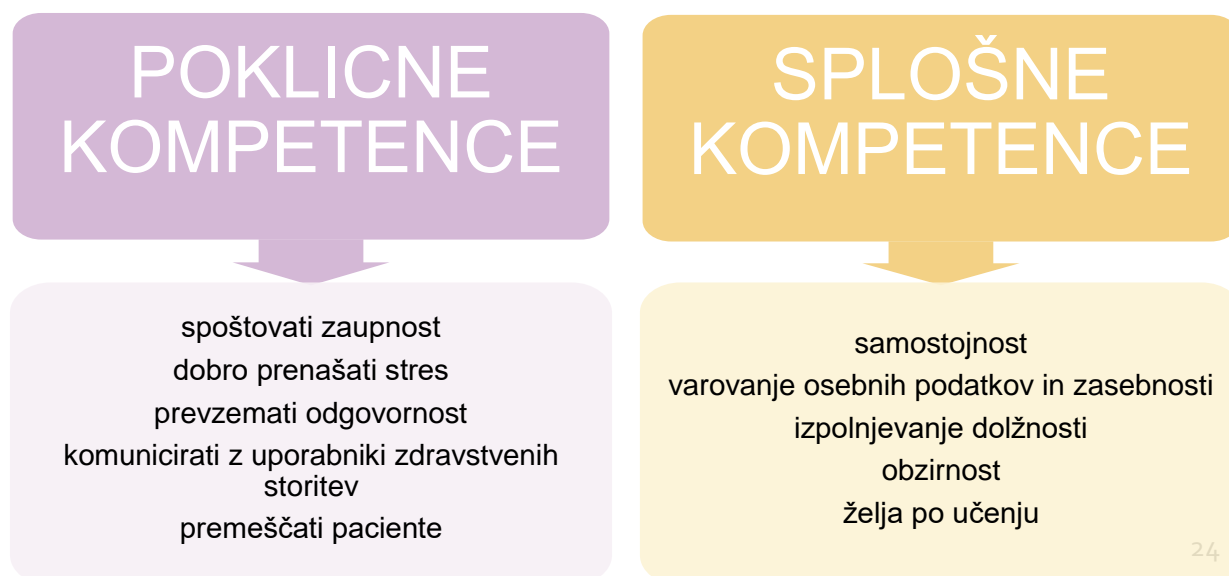 POKLICNE
KOMPETENCE
spoštovati zaupnost
dobro prenašati stres
prevzemati odgovornost
komunicirati z uporabniki zdravstvenih
storitev
premeščati paciente
SPLOŠNE
KOMPETENCE
samostojnost
varovanje osebnih podatkov in zasebnosti
izpolnjevanje dolžnosti
obzirnost
želja po učenju
24